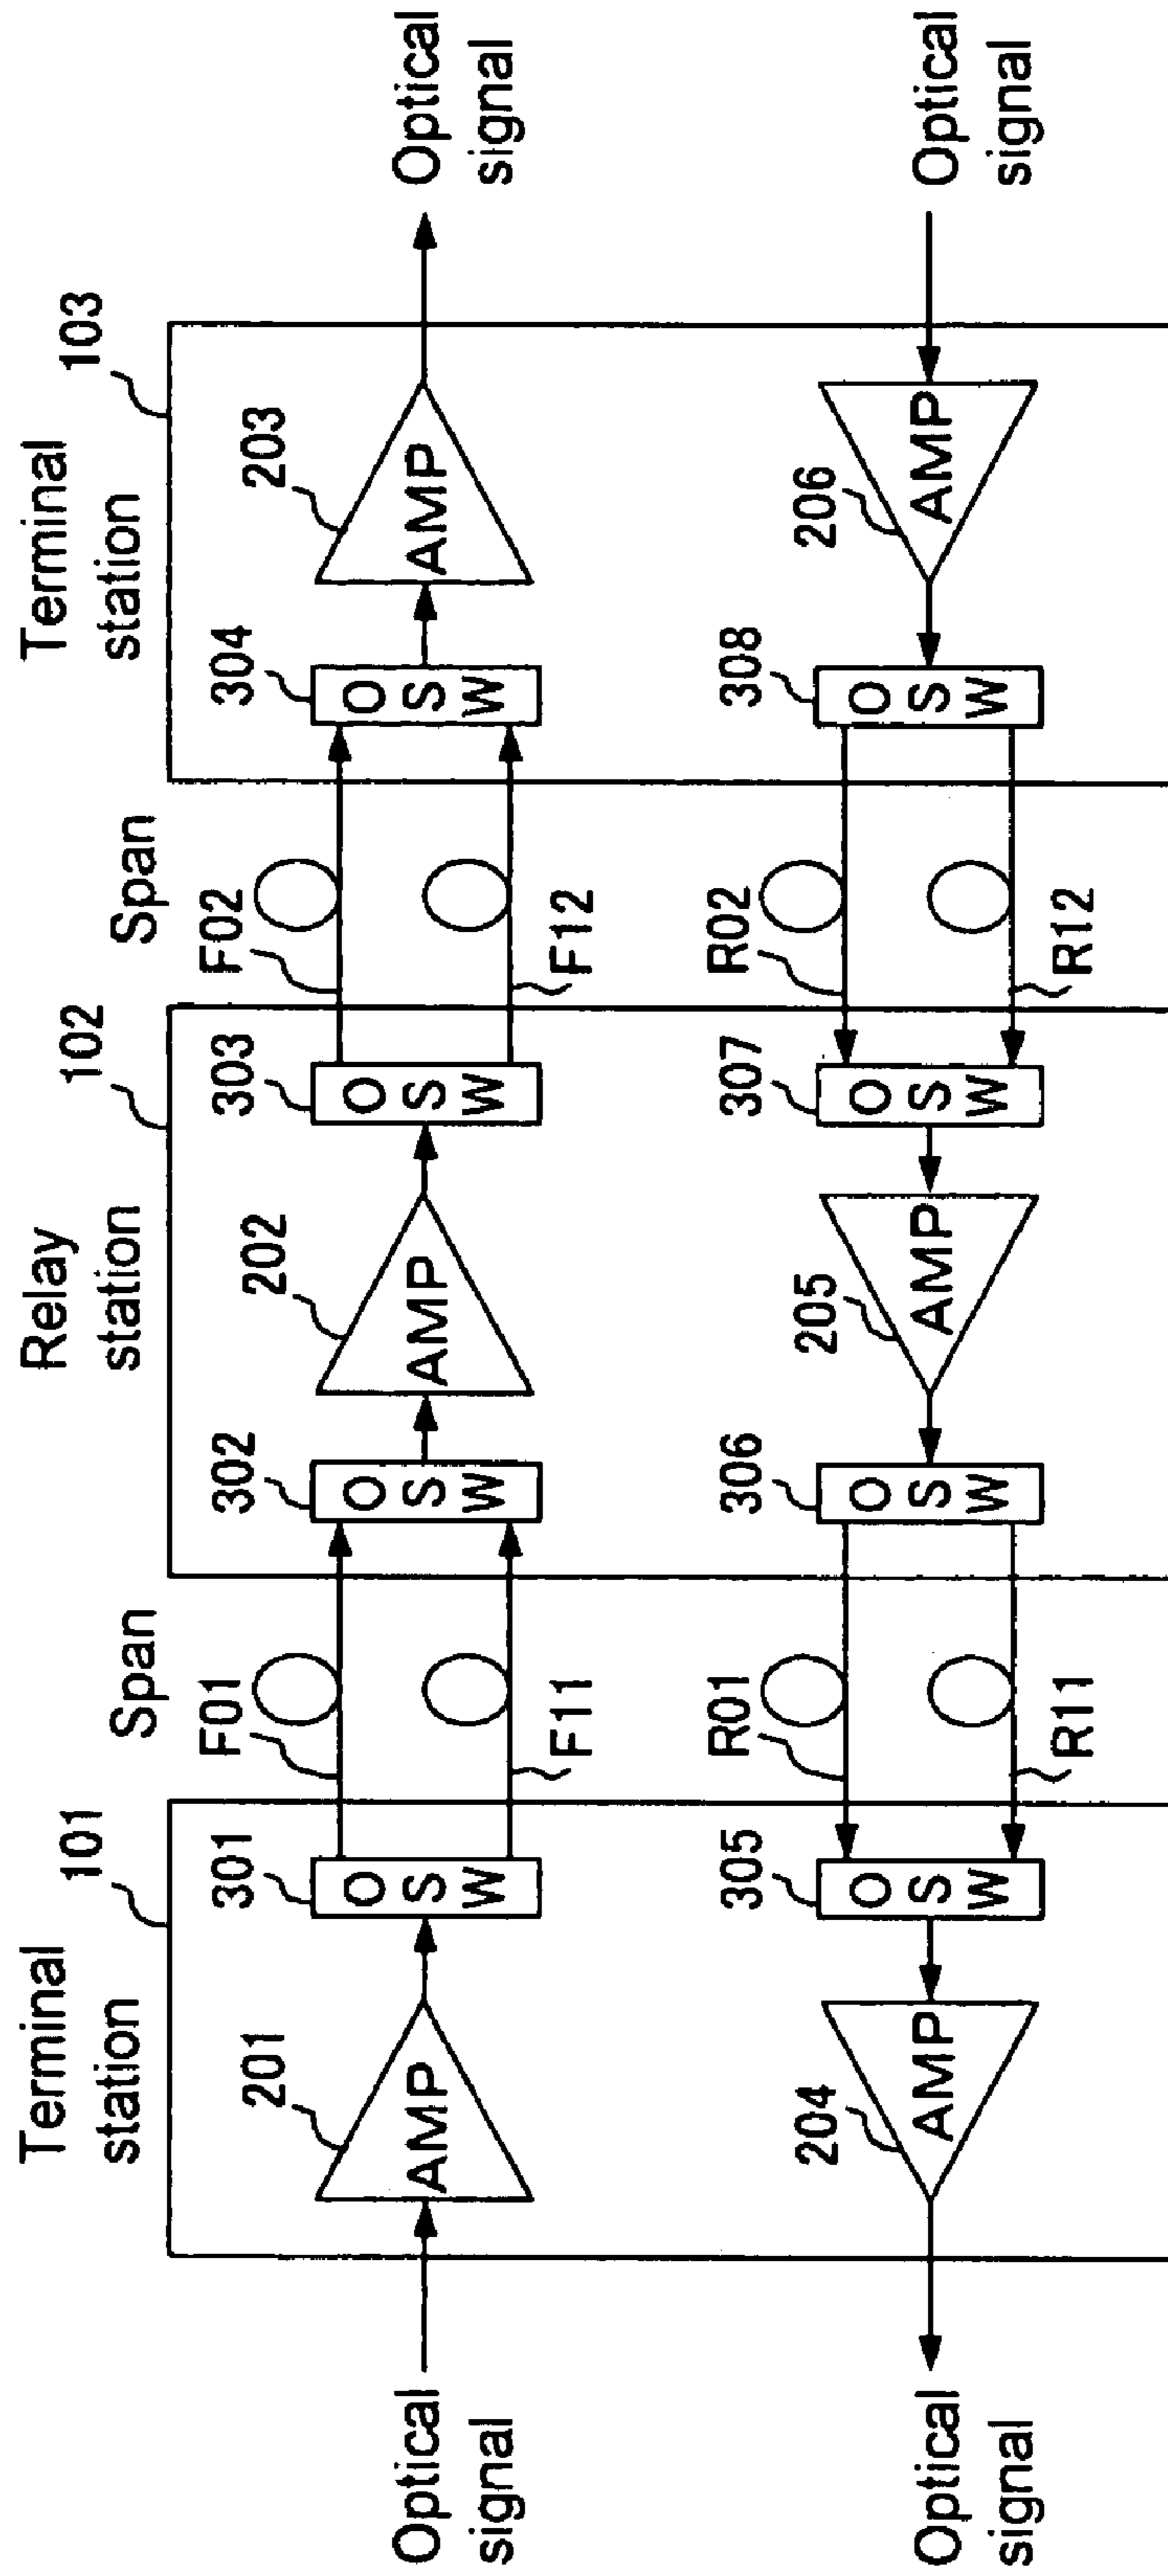 Terminal
station
101
Span
Relay
station
102
Span
Terminal
station
103
Optical
signal
201
AMP
301
OSW
F01
F11
302
OSW
202
AMP
303
OSW
F02
F12
304
OSW
203
AMP
Optical
signal
Optical
signal
204
AMP
305
OSW
R01
R11
306
OSW
205
AMP
307
OSW
R02
R12
308
OSW
206
AMP
Optical
signal